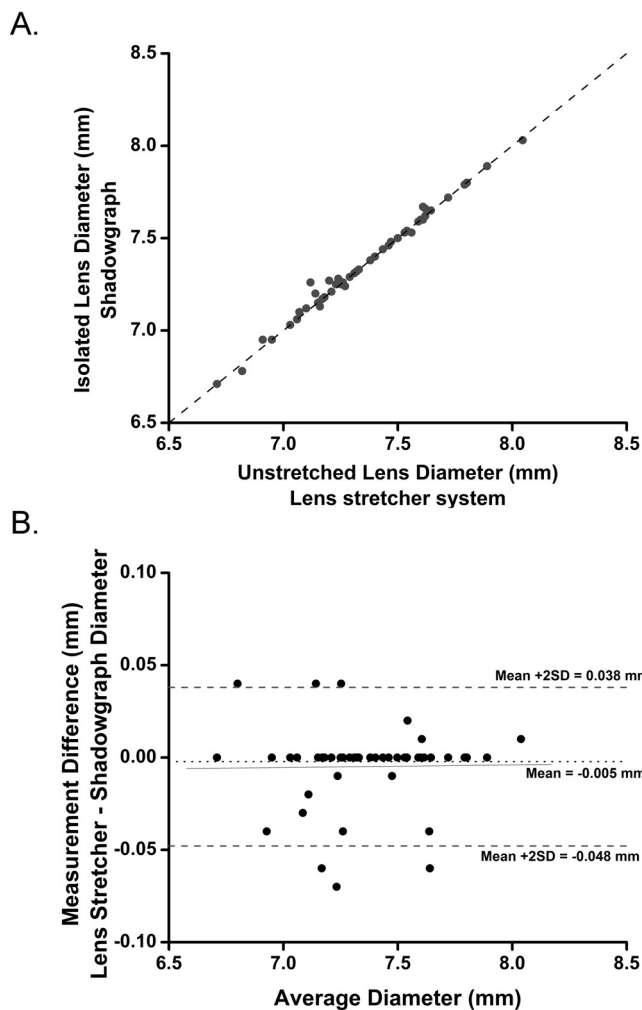 A.
Isolated Lens Diameter (mm)
Shadowgraph
8.5
8.0
7.5
7.0
6.5
6.5 7.0 7.5 8.0 8.5
Unstretched Lens Diameter (mm)
Lens stretcher system
B.
Measurement Difference (mm)
Lens Stretcher - Shadowgraph Diameter
0.10
0.05
0.00
-0.05
-0.10
Mean +2SD = 0.038 mm
Mean = -0.005 mm
Mean +2SD = -0.048 mm
6.5 7.0 7.5 8.0 8.5
Average Diameter (mm)